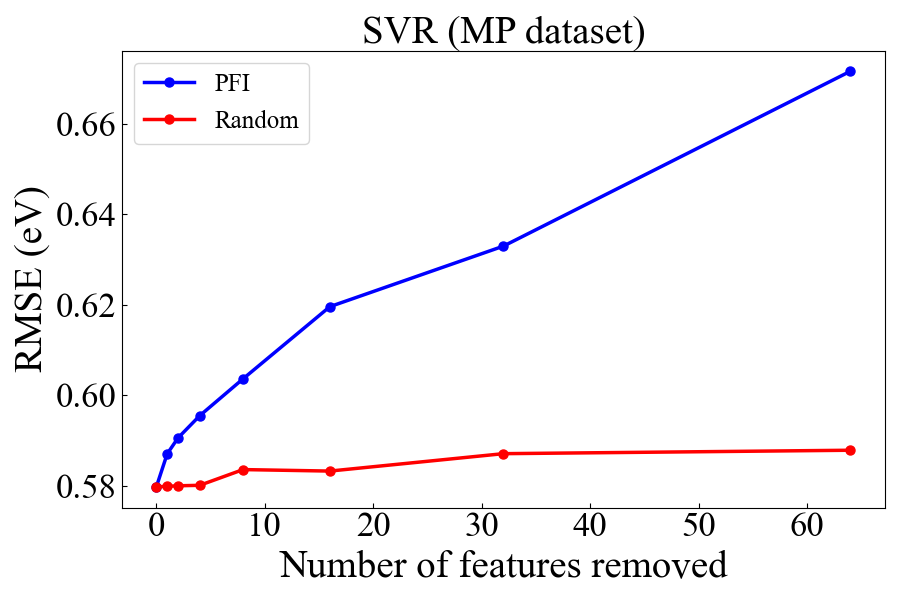 SVR (MP dataset)
PFI
Random
RMSE (eV)
0.66
0.64
0.62
0.60
0.58
0 10 20 30 40 50 60
Number of features removed